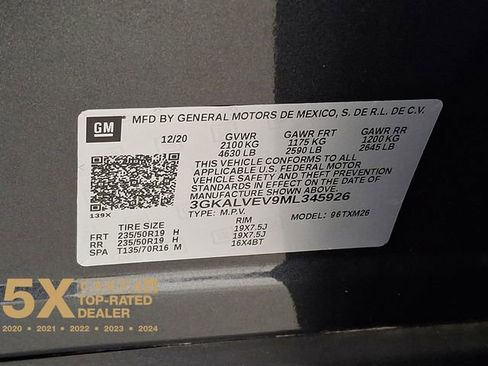 GM
MFD BY GENERAL MOTORS DE MEXICO, S. DE R.L. DE C.V.
12/20 GVWR GAWR FRT GAWR RR
2100 KG 1175 KG 1200 KG
4630 LB 2590 LB 2645 LB
THIS VEHICLE CONFORMS TO ALL
APPLICABLE U.S. FEDERAL MOTOR
VEHICLE SAFETY AND THEFT PREVENTION
STANDARDS IN EFFECT ON THE DATE OF
MANUFACTURE SHOWN ABOVE.
3GKALVEV9ML345926
139X TYPE: M.P.V. MODEL: 96TXM26
TIRE SIZE RIM
FRT 235/50R19 H 19X7.5J
RR 235/50R19 H 19X7.5J
SPA T135/70R16 M 16X4BT
5X
TOP-RATED
DEALER
2020 • 2021 • 2022 • 2023 • 2024